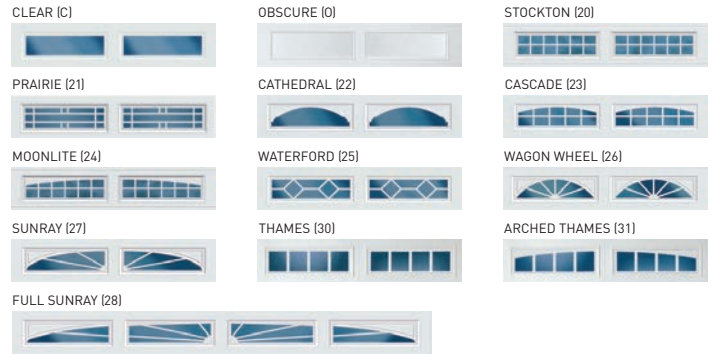 CLEAR (C)
OBSCURE (O)
STOCKTON (20)
PRAIRIE (21)
CATHEDRAL (22)
CASCADE (23)
MOONLITE (24)
WATERFORD (25)
WAGON WHEEL (26)
SUNRAY (27)
THAMES (30)
ARCHED THAMES (31)
FULL SUNRAY (28)